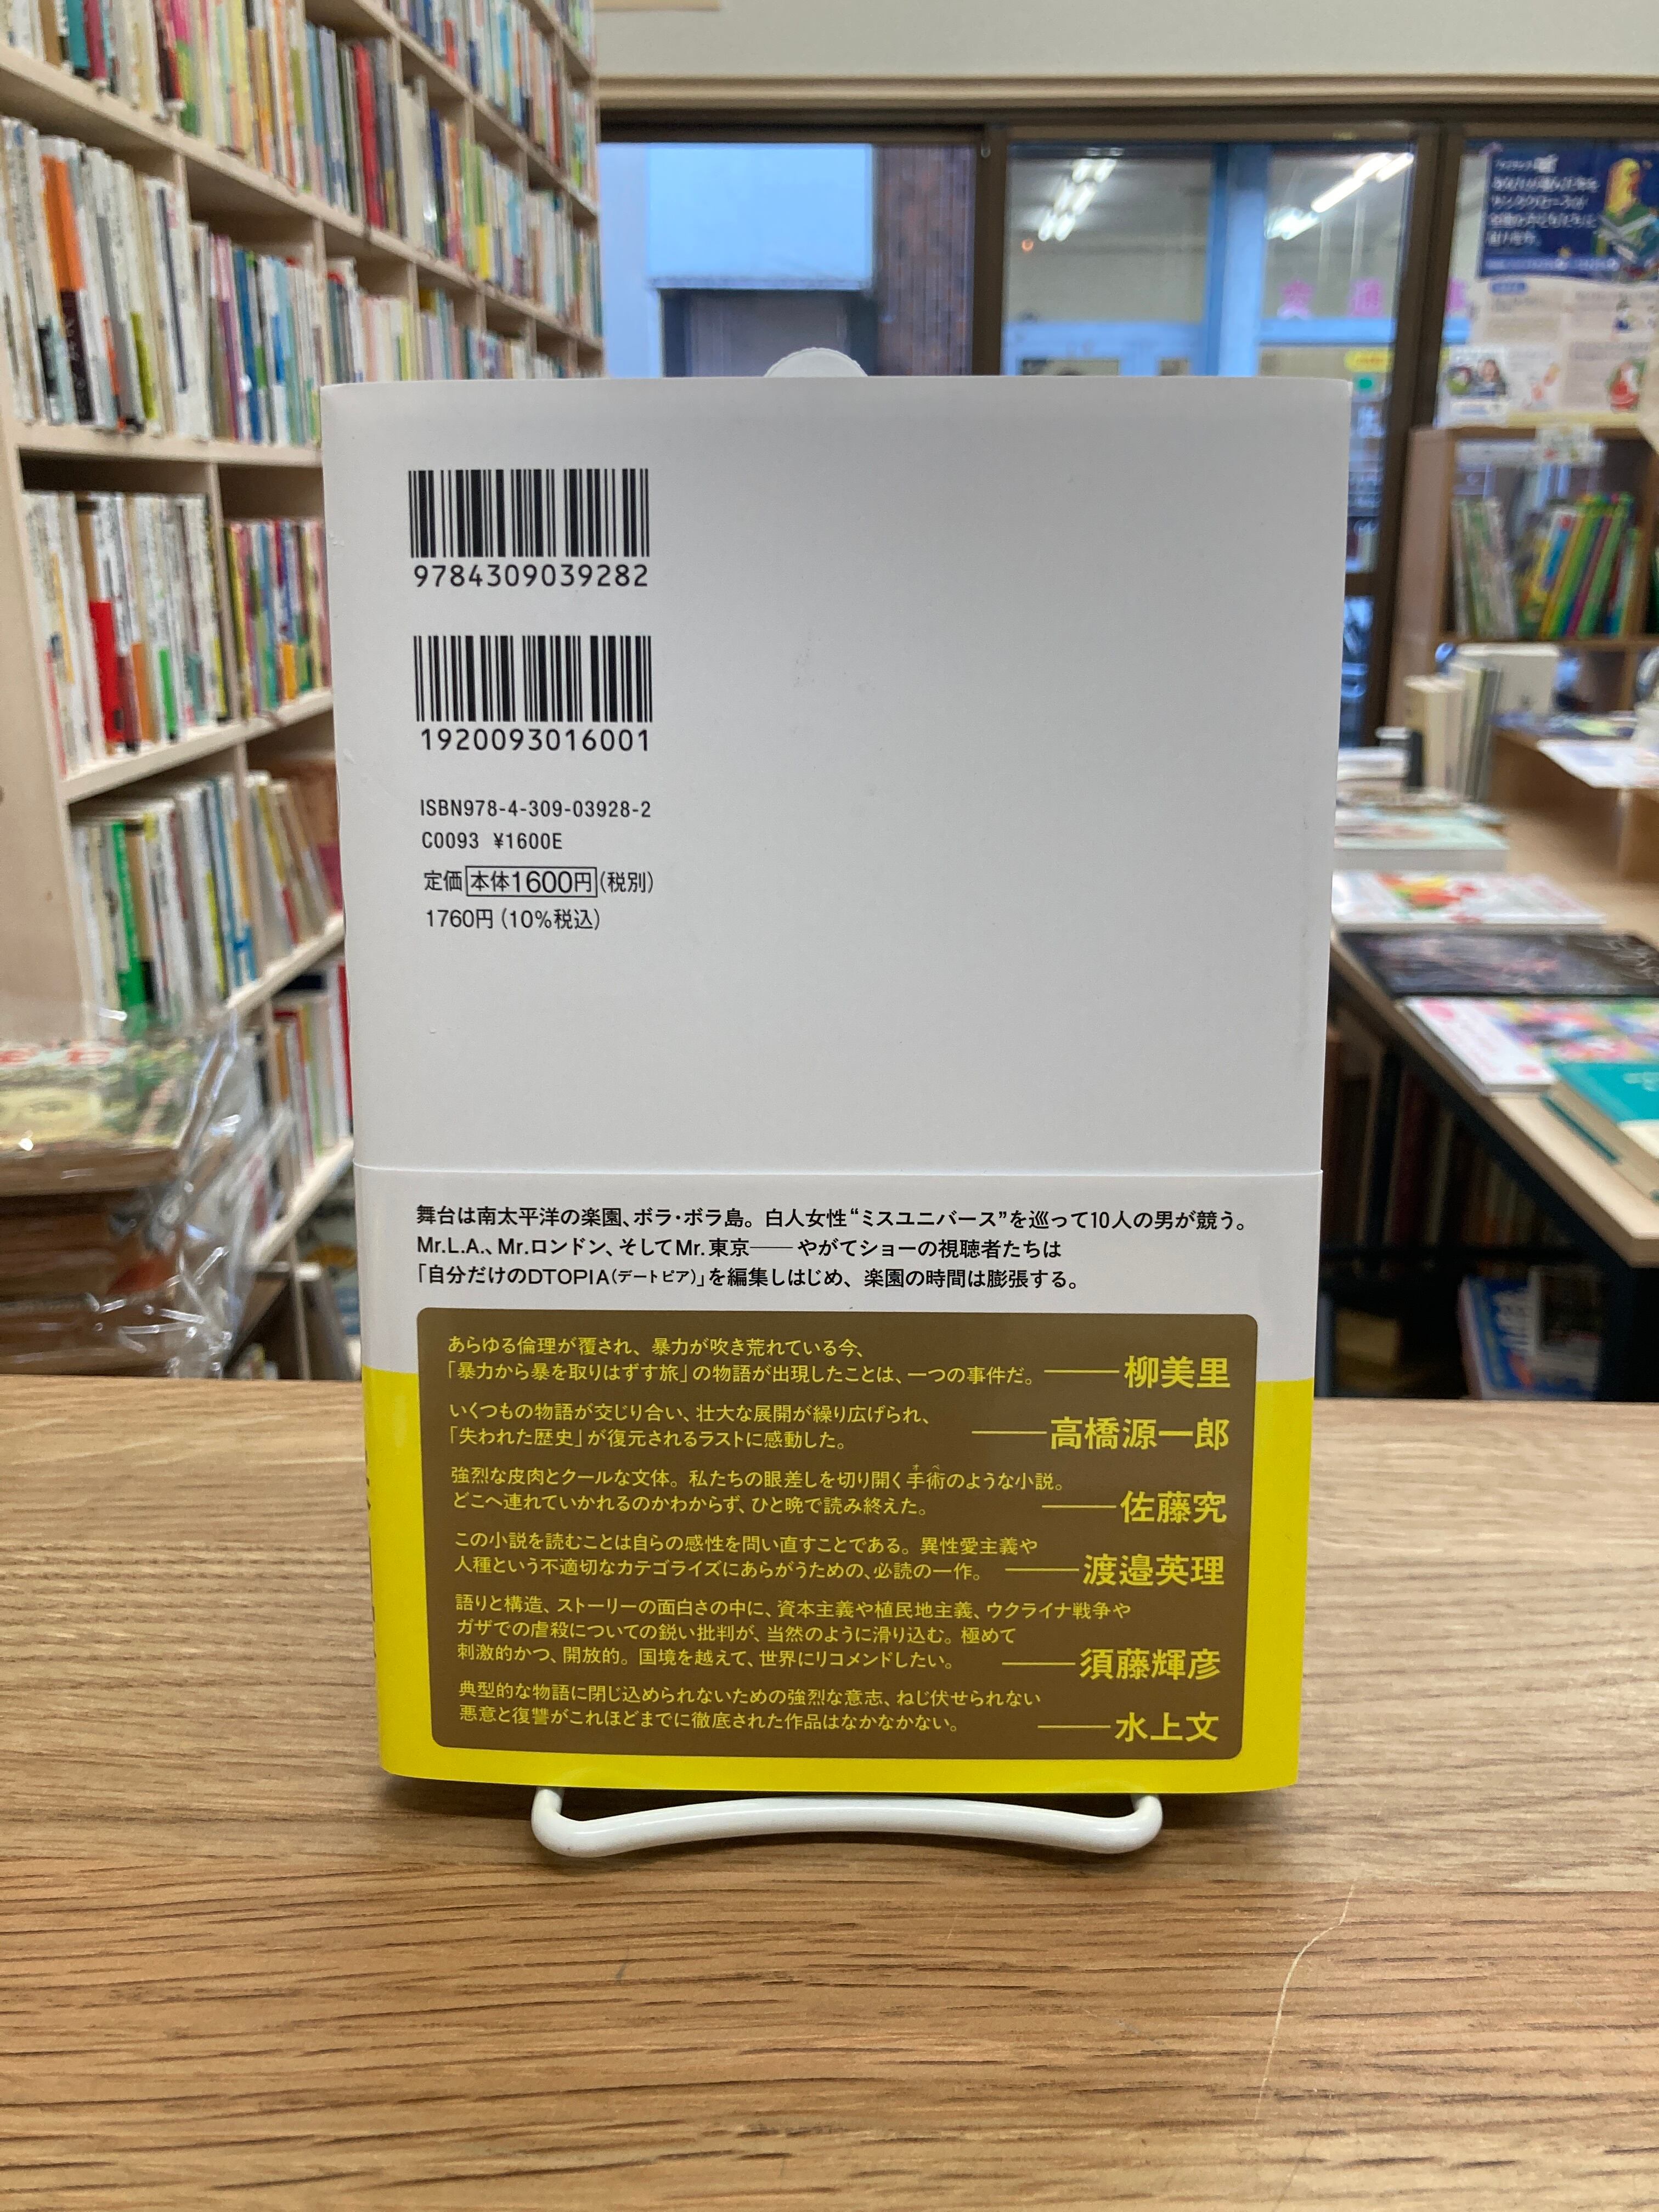 9784309039282
1920093016001
ISBN978-4-309-03928-2
C0093 ¥1600E
定価 本体1600円(税別)
1760円(10%税込)
舞台は南太平洋の楽園、ボラ・ボラ島。白人女性“ミスユニバース”を巡って10人の男が競う。
Mr.L.A.、Mr.ロンドン、そしてMr.東京── やがてショーの視聴者たちは
「自分だけのDTOPIA(デートピア)」を編集しはじめ、楽園の時間は膨張する。
あらゆる倫理が覆され、暴力が吹き荒れている今、
「暴力から暴を取りはずす旅」の物語が出現したことは、一つの事件だ。──柳美里
いくつもの物語が交じり合い、壮大な展開が繰り広げられ、
「失われた歴史」が復元されるラストに感動した。──高橋源一郎
強烈な皮肉とクールな文体。私たちの眼差しを切り開く手術(オペ)のような小説。
どこへ連れていかれるのかわからず、ひと晩で読み終えた。──佐藤究
この小説を読むことは自らの感性を問い直すことである。異性愛主義や
人種という不適切なカテゴライズにあらがうための、必読の一作。──渡邉英理
語りと構造、ストーリーの面白さの中に、資本主義や植民地主義、ウクライナ戦争や
ガザでの虐殺についての鋭い批判が、当然のように滑り込む。極めて
刺激的かつ、開放的。国境を越えて、世界にリコメンドしたい。──須藤輝彦
典型的な物語に閉じ込められないための強烈な意志、ねじ伏せられない
悪意と復讐がこれほどまでに徹底された作品はなかなかない。──水上文